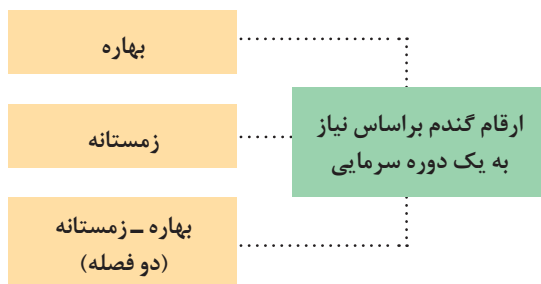 ارقام گندم براساس نیاز
به یک دوره سرمایی
بهاره
زمستانه
بهاره ـ زمستانه
(دو فصله)